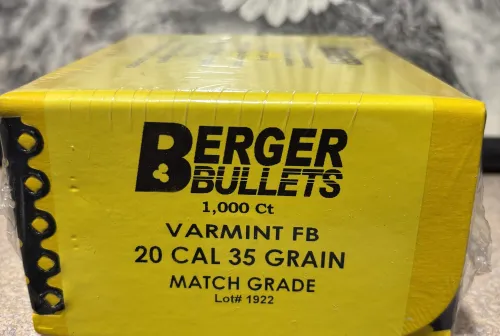 BERGER
BULLETS
1,000 Ct
VARMINT FB
20 CAL 35 GRAIN
MATCH GRADE
Lot# 1922